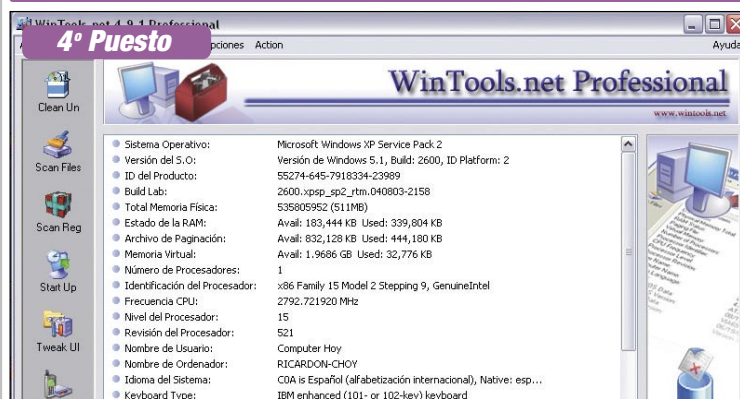 WinTools.net 4.9.1 Professional
4º Puesto
pciones Action Ayuda
WinTools.net Professional
www.wintools.net
Clean Un
Scan Files
Scan Reg
Start Up
Tweak UI
Sistema Operativo: Microsoft Windows XP Service Pack 2
Versión del S.O: Versión de Windows 5.1, Build: 2600, ID Platform: 2
ID del Producto: 55274-645-7918334-23989
Build Lab: 2600.xpsp_sp2_rtm.040803-2158
Total Memoria Física: 535805952 (511MB)
Estado de la RAM: Avail: 183,444 KB Used: 339,804 KB
Archivo de Paginación: Avail: 832,128 KB Used: 444,180 KB
Memoria Virtual: Avail: 1.9686 GB Used: 32,776 KB
Número de Procesadores: 1
Identificación del Procesador: x86 Family 15 Model 2 Stepping 9, GenuineIntel
Frecuencia CPU: 2792.721920 MHz
Nivel del Procesador: 15
Revisión del Procesador: 521
Nombre de Usuario: Computer Hoy
Nombre de Ordenador: RICARDON-CHOY
Idioma del Sistema: C0A is Español (alfabetización internacional), Native: esp...
Keyboard Type: IBM enhanced (101- or 102-key) keyboard